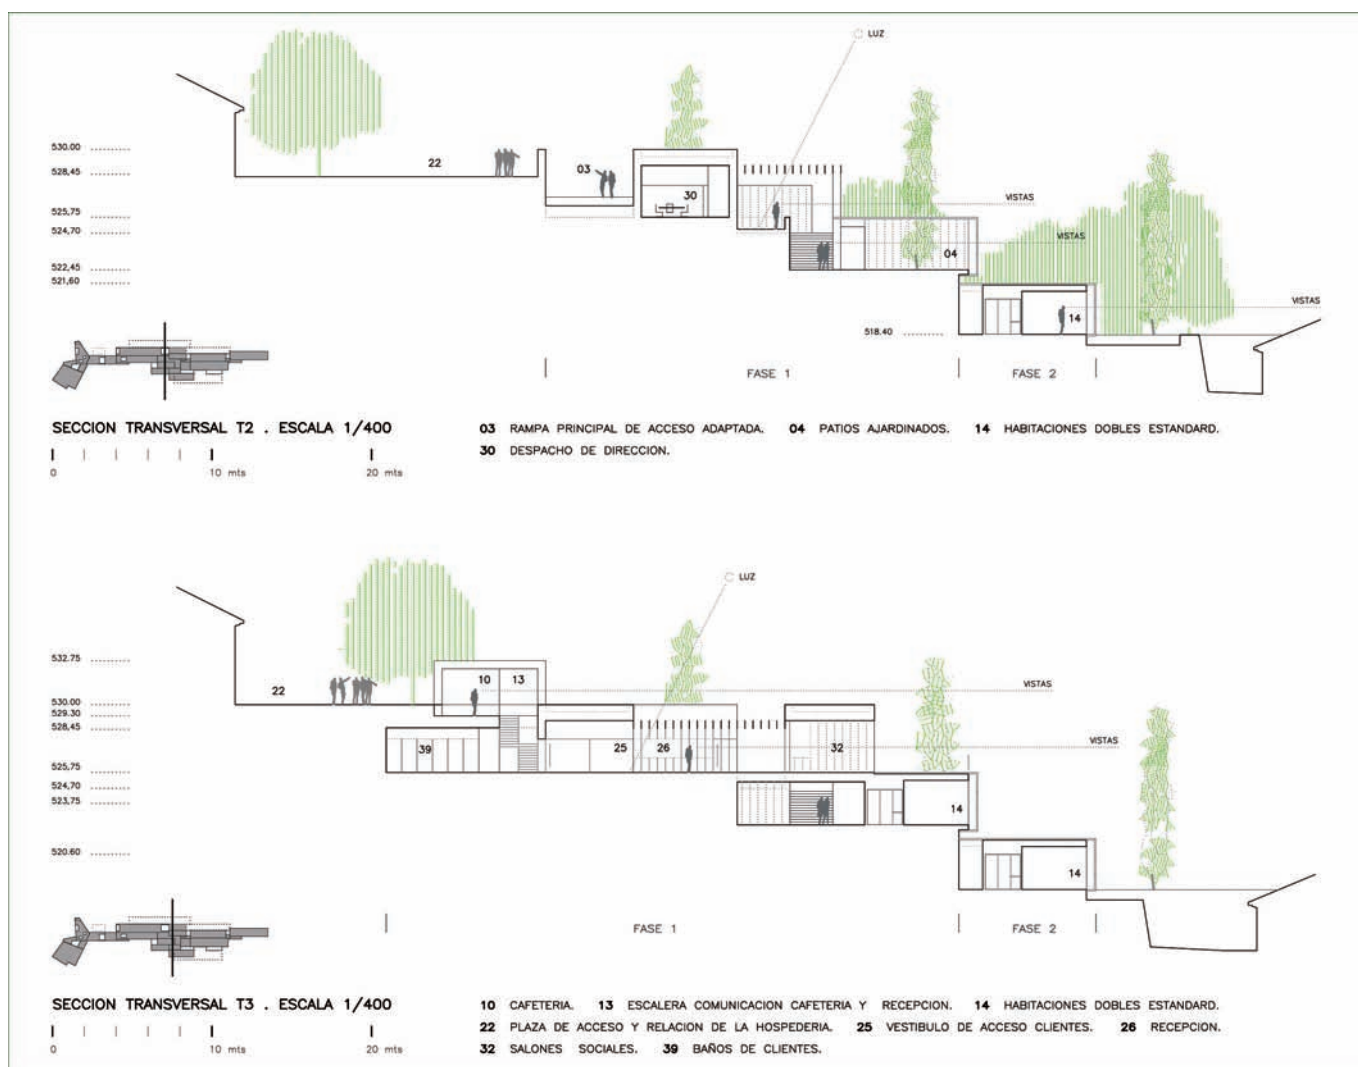 LUZ
530.00
528,45
22
03
30
VISTAS
525,75
524,70
VISTAS
04
522,45
521,60
VISTAS
14
518.40
FASE 1
FASE 2
SECCION TRANSVERSAL T2 . ESCALA 1/400
03 RAMPA PRINCIPAL DE ACCESO ADAPTADA. 04 PATIOS AJARDINADOS. 14 HABITACIONES DOBLES ESTANDARD.
30 DESPACHO DE DIRECCION.
0 10 mts 20 mts
LUZ
532.75
10 13
22
VISTAS
530.00
529.30
528,45
39
25 26
32
VISTAS
525,75
524,70
523,75
14
520.60
14
FASE 1
FASE 2
SECCION TRANSVERSAL T3 . ESCALA 1/400
10 CAFETERIA. 13 ESCALERA COMUNICACION CAFETERIA Y RECEPCION. 14 HABITACIONES DOBLES ESTANDARD.
22 PLAZA DE ACCESO Y RELACION DE LA HOSPEDERIA. 25 VESTIBULO DE ACCESO CLIENTES. 26 RECEPCION.
32 SALONES SOCIALES. 39 BAÑOS DE CLIENTES.
0 10 mts 20 mts